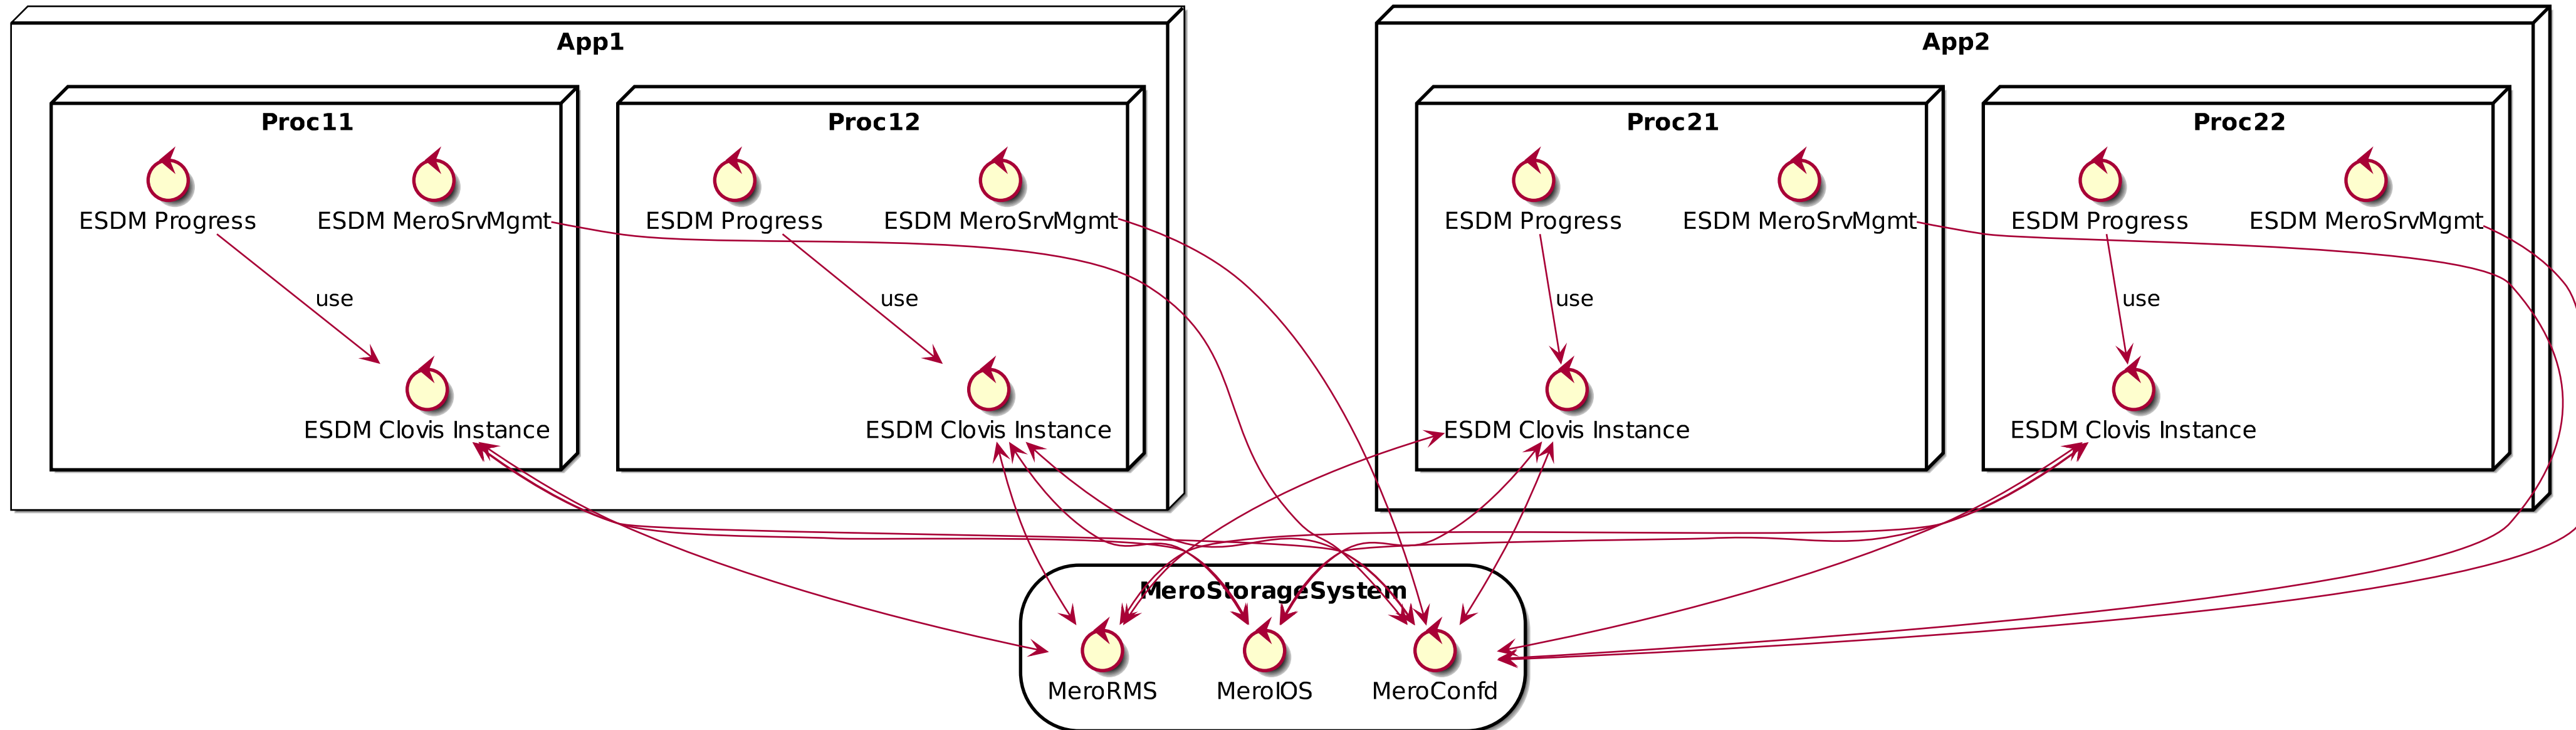 App1
App2
Proc11
Proc12
Proc21
Proc22
ESDM Progress
ESDM MeroSrvMgmt
ESDM Progress
ESDM MeroSrvMgmt
ESDM Progress
ESDM MeroSrvMgmt
ESDM Progress
ESDM MeroSrvMgmt
use
use
use
use
ESDM Clovis Instance
ESDM Clovis Instance
ESDM Clovis Instance
ESDM Clovis Instance
MeroStorageSystem
MeroRMS
MeroIOS
MeroConfd